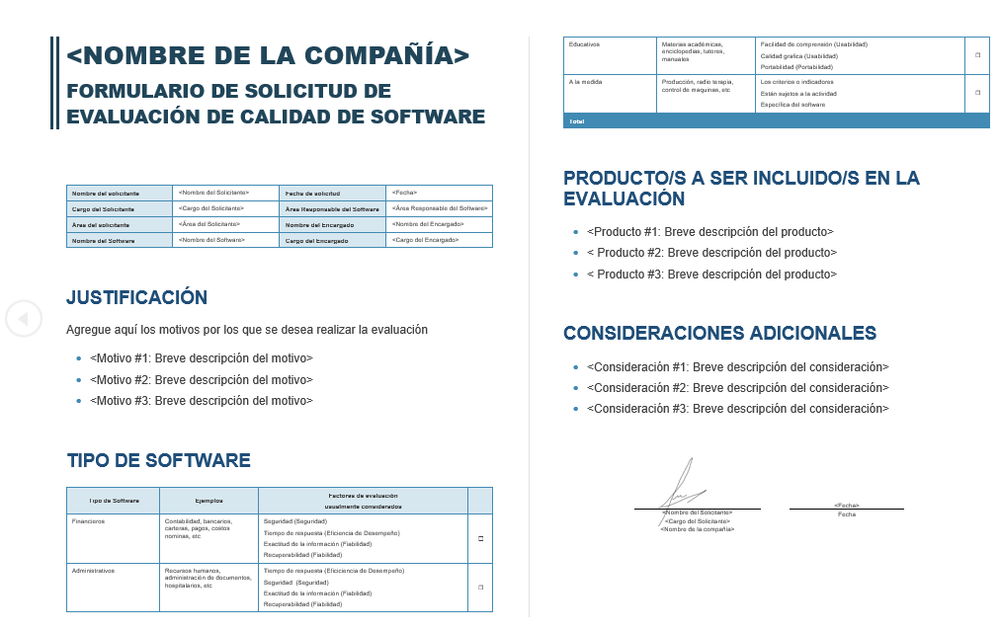 <NOMBRE DE LA COMPAÑÍA>
FORMULARIO DE SOLICITUD DE
EVALUACIÓN DE CALIDAD DE SOFTWARE
Nombre del solicitante <Nombre del Solicitante> Fecha de solicitud <Fecha>
Cargo del Solicitante <Cargo del Solicitante> Área Responsable del Software <Área Responsable del Software>
Área del solicitante <Área del Solicitante> Nombre del Encargado <Nombre del Encargado>
Nombre del Software <Nombre del Software> Cargo del Encargado <Cargo del Encargado>
JUSTIFICACIÓN
Agregue aquí los motivos por los que se desea realizar la evaluación
<Motivo #1: Breve descripción del motivo>
<Motivo #2: Breve descripción del motivo>
<Motivo #3: Breve descripción del motivo>
TIPO DE SOFTWARE
Tipo de Software Ejemplos Factores de evaluación
usualmente considerados
Financieros Contabilidad, bancarios, Seguridad (Seguridad)
carteras, pagos, costos Tiempo de respuesta (Eficiencia de Desempeño)
nominas, etc Exactitud de la información (Fiabilidad)
Recuperabilidad (Fiabilidad)
Administrativos Recursos humanos, Tiempo de respuesta (Eficiciencia de Desempeño)
administración de documentos, Seguridad (Seguridad)
hospitalarios, etc Exactitud de la información (Fiabilidad)
Recuperabilidad (Fiabilidad)
Educativos Materias académicas, Facilidad de comprensión (Usabilidad)
enciclopedias, tutores, Calidad grafica (Usabilidad)
manuales Portabilidad (Portabilidad)
A la medida Producción, radio terapia, Los criterios o indicadores
control de maquinas, etc Están sujetos a la actividad
Especifica del software
Total
PRODUCTO/S A SER INCLUIDO/S EN LA
EVALUACIÓN
<Producto #1: Breve descripción del producto>
< Producto #2: Breve descripción del producto>
< Producto #3: Breve descripción del producto>
CONSIDERACIONES ADICIONALES
<Consideración #1: Breve descripción del consideración>
<Consideración #2: Breve descripción del consideración>
<Consideración #3: Breve descripción del consideración>
<Nombre del Solicitante> <Fecha>
<Cargo del Solicitante> Fecha
<Nombre de la compañía>